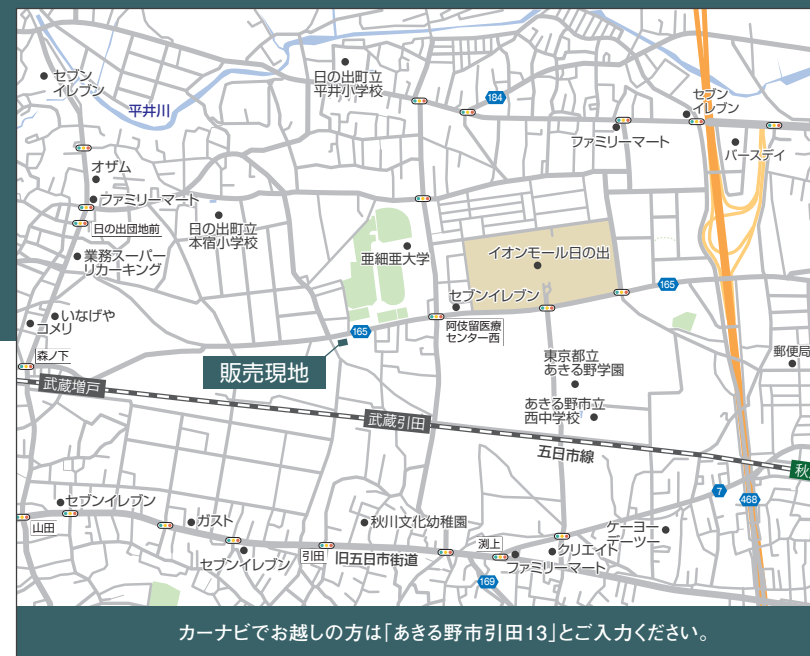 セブン
イレブン
平井川
日の出町立
平井小学校
184
セブン
イレブン
ファミリーマート
バースデイ
オザム
ファミリーマート
日の出団地前
日の出町立
本宿小学校
業務スーパー
リカーキング
亜細亜大学
イオンモール日の出
165
セブンイレブン
いなげや
コメリ
165
阿伎留医療
センター西
森ノ下
販売現地
東京都立
あきる野学園
郵便局
武蔵増戸
あきる野市立
西中学校
武蔵引田
五日市線
秋
7
468
セブンイレブン
山田
ガスト
秋川文化幼稚園
ケーヨー
デーツー
渕上
クリエイト
引田
旧五日市街道
セブンイレブン
ファミリーマート
169
カーナビでお越しの方は「あきる野市引田13」とご入力ください。